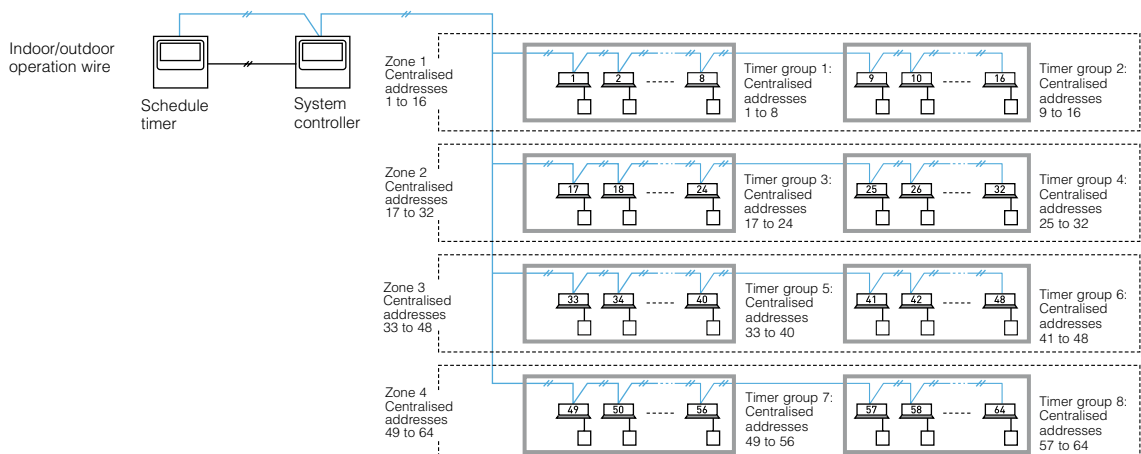 Indoor/outdoor
operation wire
Schedule
timer
System
controller
Zone 1
Centralised
addresses
1 to 16
1 2 8
Timer group 1:
Centralised
addresses
1 to 8
9 10 16
Timer group 2:
Centralised
addresses
9 to 16
Zone 2
Centralised
addresses
17 to 32
17 18 24
Timer group 3:
Centralised
addresses
17 to 24
25 26 32
Timer group 4:
Centralised
addresses
25 to 32
Zone 3
Centralised
addresses
33 to 48
33 34 40
Timer group 5:
Centralised
addresses
33 to 40
41 42 48
Timer group 6:
Centralised
addresses
41 to 48
Zone 4
Centralised
addresses
49 to 64
49 50 56
Timer group 7:
Centralised
addresses
49 to 56
57 58 64
Timer group 8:
Centralised
addresses
57 to 64